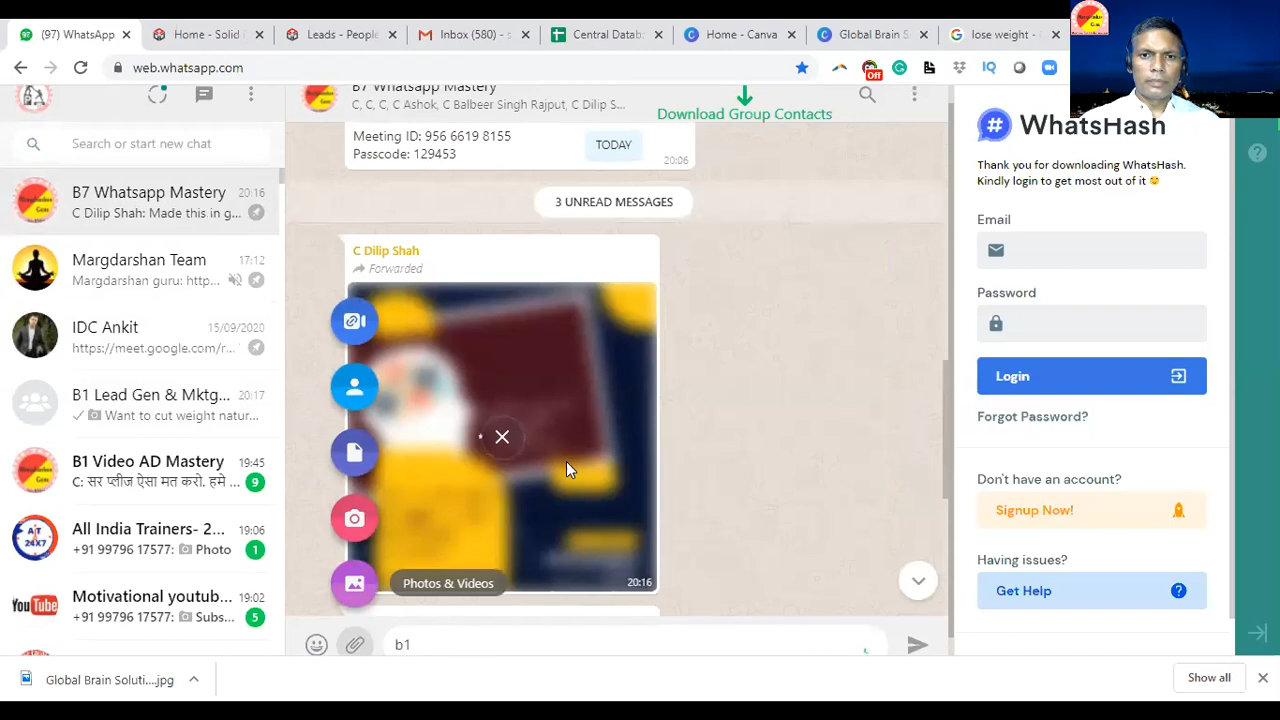 (97) WhatsApp
Home - Solid
Leads - People
Inbox (580) - s
Central Datab
Home - Canva
Global Brain S
lose weight -
web.whatsapp.com
Off
B7 Whatsapp Mastery
C, C, C, C Ashok, C Balbeer Singh Rajput, C Dilip S...
Download Group Contacts
WhatsHash
Thank you for downloading WhatsHash.
Kindly login to get most out of it
Search or start new chat
Meeting ID: 956 6619 8155
Passcode: 129453
TODAY
20:06
3 UNREAD MESSAGES
B7 Whatsapp Mastery
20:16
C Dilip Shah: Made this in g...
Margdarshan Team
17:12
Margdarshan guru: http...
IDC Ankit
15/09/2020
https://meet.google.com/r...
B1 Lead Gen & Mktg...
20:17
Want to cut weight natur...
B1 Video AD Mastery
19:45
C: सर प्लीज ऐसा मत करो. हमे ...
9
All India Trainers- 2...
19:06
+91 99796 17577: Photo
1
Motivational youtub...
19:02
+91 99796 17577: Subs...
5
YouTube
C Dilip Shah
Forwarded
20:16
Photos & Videos
b1
Email
Password
Login
Forgot Password?
Don't have an account?
Signup Now!
Having issues?
Get Help
Global Brain Soluti....jpg
Show all